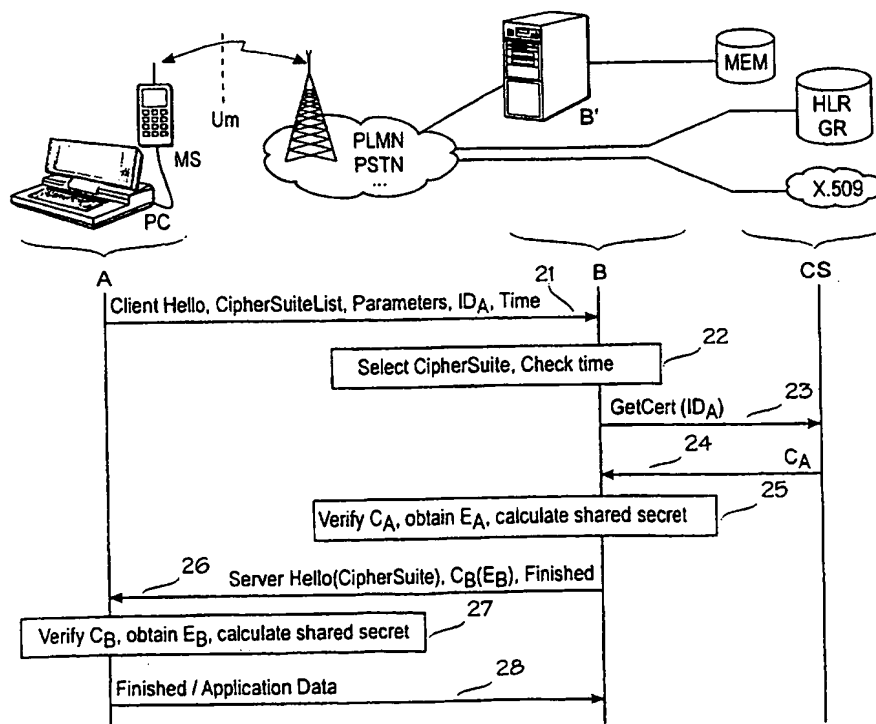 MEM
HLR
GR
B'
Um
PLMN
PSTN
...
MS
X.509
PC
A
B
CS
21
Client Hello, CipherSuiteList, Parameters, IDA, Time
22
Select CipherSuite, Check time
23
GetCert (IDA)
24
CA
25
Verify CA, obtain EA, calculate shared secret
26
Server Hello(CipherSuite), CB(EB), Finished
27
Verify CB, obtain EB, calculate shared secret
28
Finished / Application Data